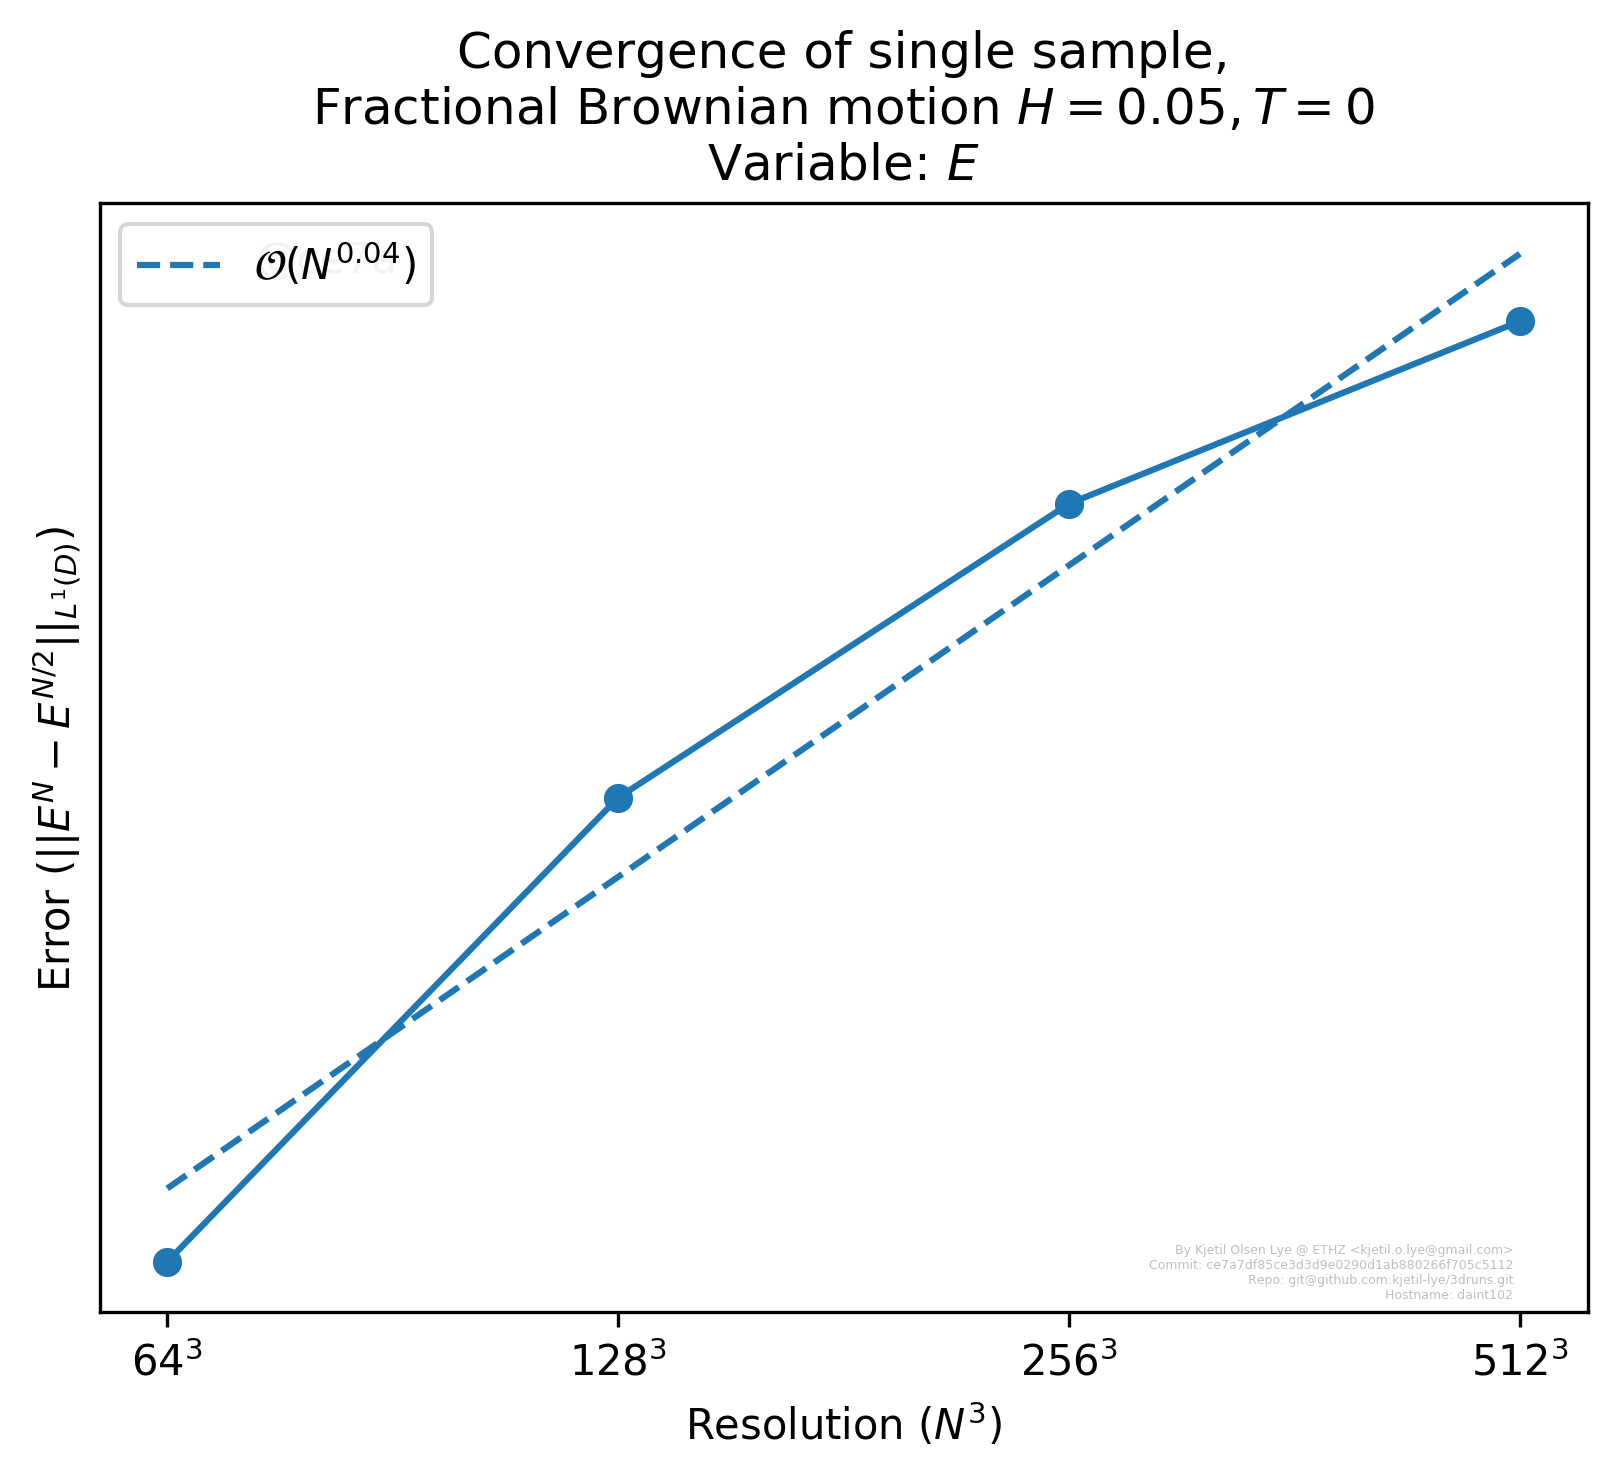 Convergence of single sample,
Fractional Brownian motion H = 0.05, T = 0
Variable: E
𝒪(N^0.04)
Error (||E^N − E^{N/2}||_{L^1(D)})
64³
128³
256³
512³
Resolution (N³)
By Kjetil Olsen Lye @ ETHZ <kjetil.o.lye@gmail.com>
Commit: ce7a7df85ce3d3d9e0290d1ab880266f705c5112
Repo: git@github.com:kjetil-lye/3druns.git
Hostname: daint102